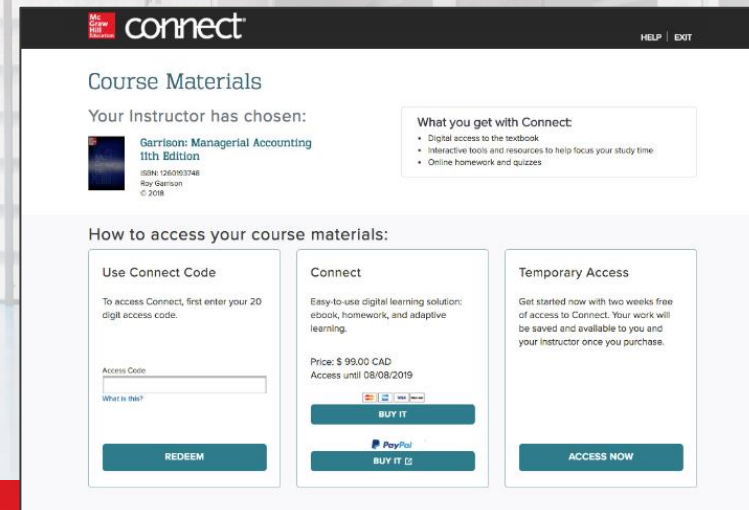 Mc
Graw
Hill
Education
connect
HELP | EXIT
Course Materials
Your Instructor has chosen:
Garrison: Managerial Accounting
11th Edition
ISBN: 1260193748
Ray Garrison
© 2018
What you get with Connect:
• Digital access to the textbook
• Interactive tools and resources to help focus your study time
• Online homework and quizzes
How to access your course materials:
Use Connect Code
To access Connect, first enter your 20
digit access code.
Access Code
What is this?
REDEEM
Connect
Easy-to-use digital learning solution:
ebook, homework, and adaptive
learning.
Price: $ 99.00 CAD
Access until 08/08/2019
VISA
BUY IT
PayPal
BUY IT
Temporary Access
Get started now with two weeks free
of access to Connect. Your work will
be saved and available to you and
your instructor once you purchase.
ACCESS NOW